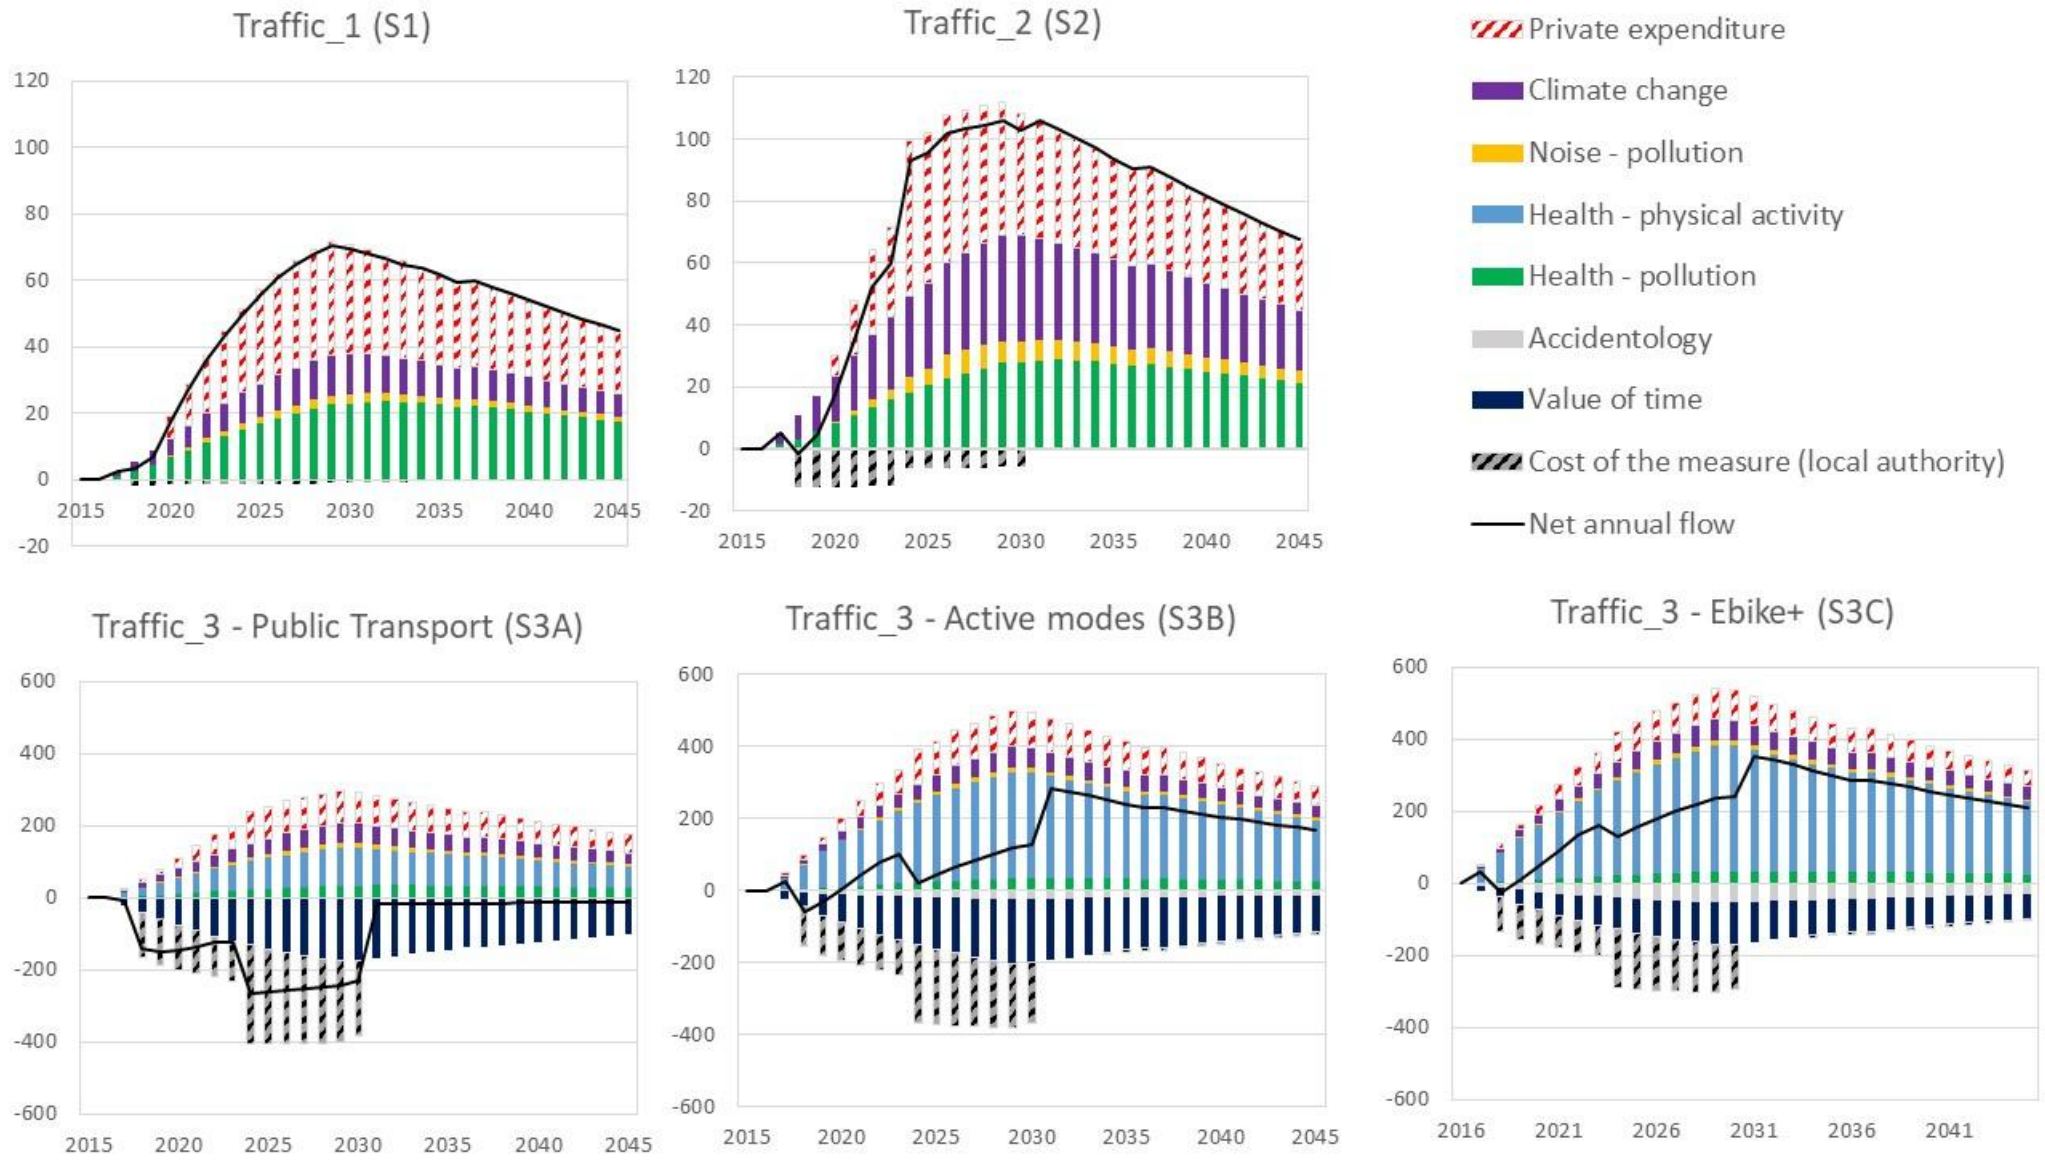 Traffic_1 (S1)
120
100
80
60
40
20
0
-20
2015 2020 2025 2030 2035 2040 2045
Traffic_2 (S2)
120
100
80
60
40
20
0
-20
2015 2020 2025 2030 2035 2040 2045
Private expenditure
Climate change
Noise - pollution
Health - physical activity
Health - pollution
Accidentology
Value of time
Cost of the measure (local authority)
Net annual flow
Traffic_3 - Public Transport (S3A)
600
400
200
0
-200
-400
-600
2015 2020 2025 2030 2035 2040 2045
Traffic_3 - Active modes (S3B)
600
400
200
0
-200
-400
-600
2015 2020 2025 2030 2035 2040 2045
Traffic_3 - Ebike+ (S3C)
600
400
200
0
-200
-400
-600
2016 2021 2026 2031 2036 2041